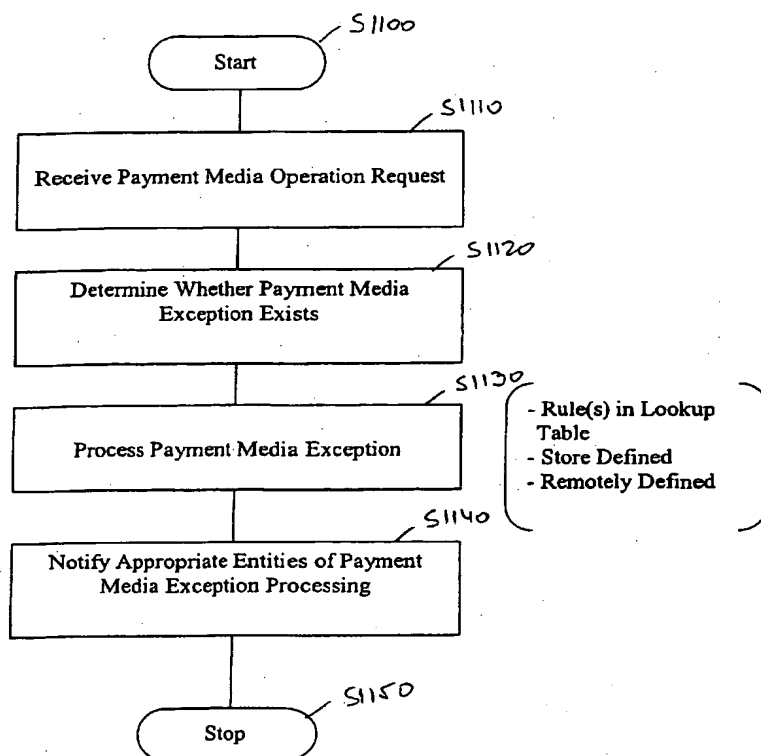 S1100
Start
S1110
Receive Payment Media Operation Request
S1120
Determine Whether Payment Media
Exception Exists
S1130
Process Payment Media Exception
- Rule(s) in Lookup
Table
- Store Defined
- Remotely Defined
S1140
Notify Appropriate Entities of Payment
Media Exception Processing
S1150
Stop